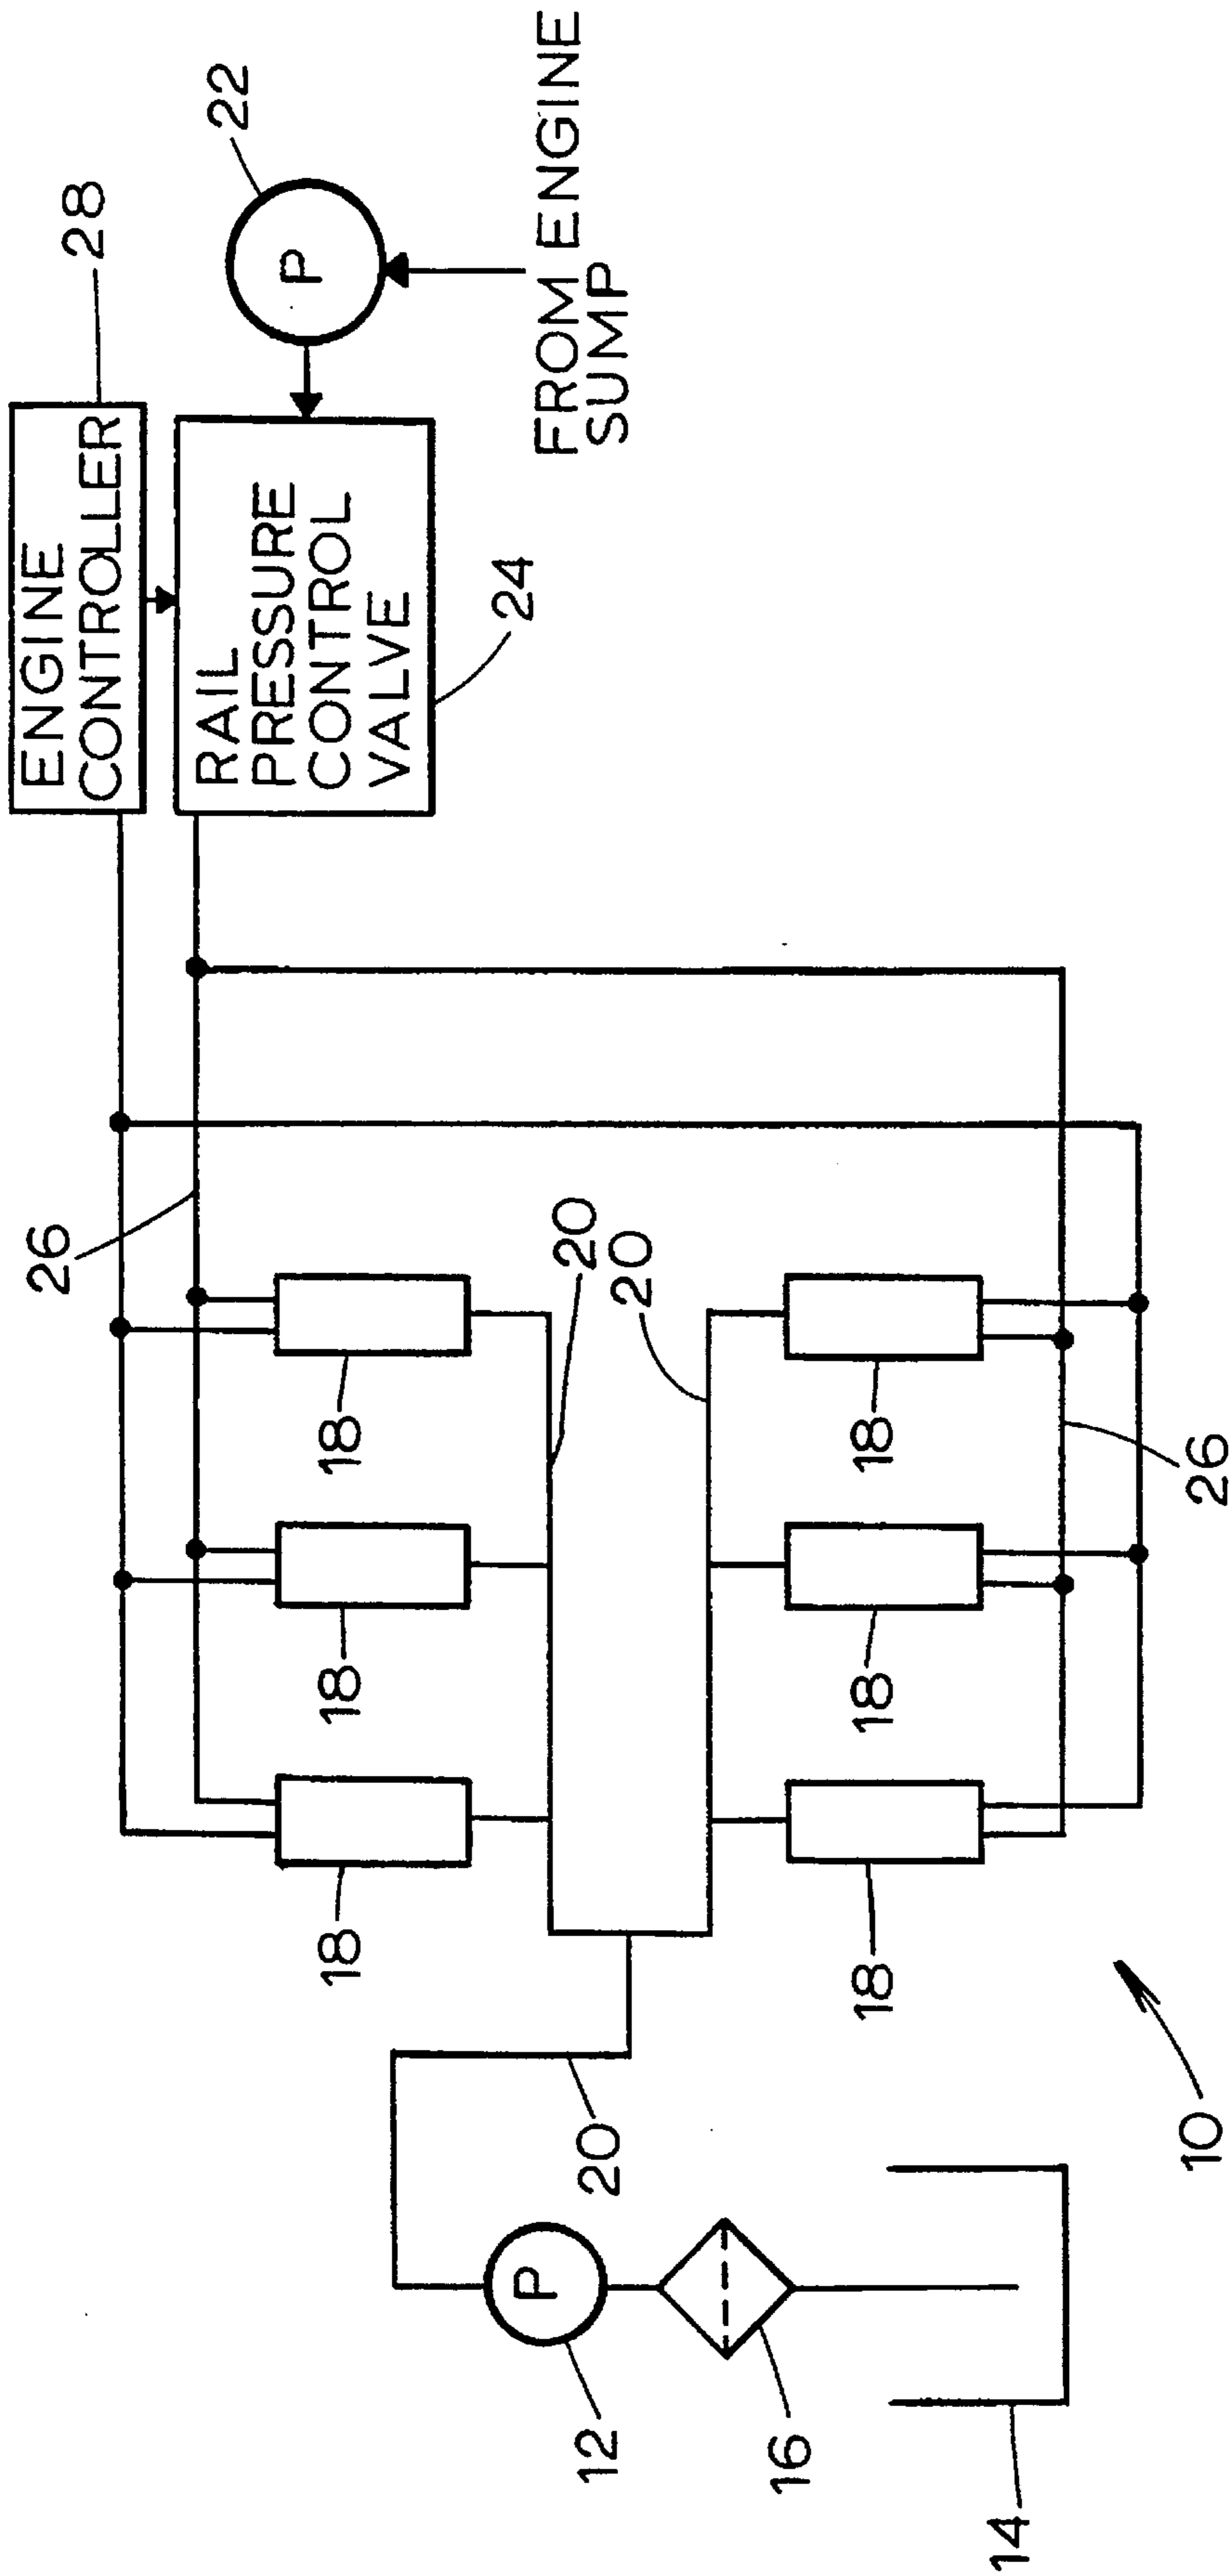 ENGINE
CONTROLLER
28
22
P
RAIL
PRESSURE
CONTROL
VALVE
24
FROM ENGINE
SUMP
26
18
18
18
20
20
20
18
18
18
26
12
P
16
14
10